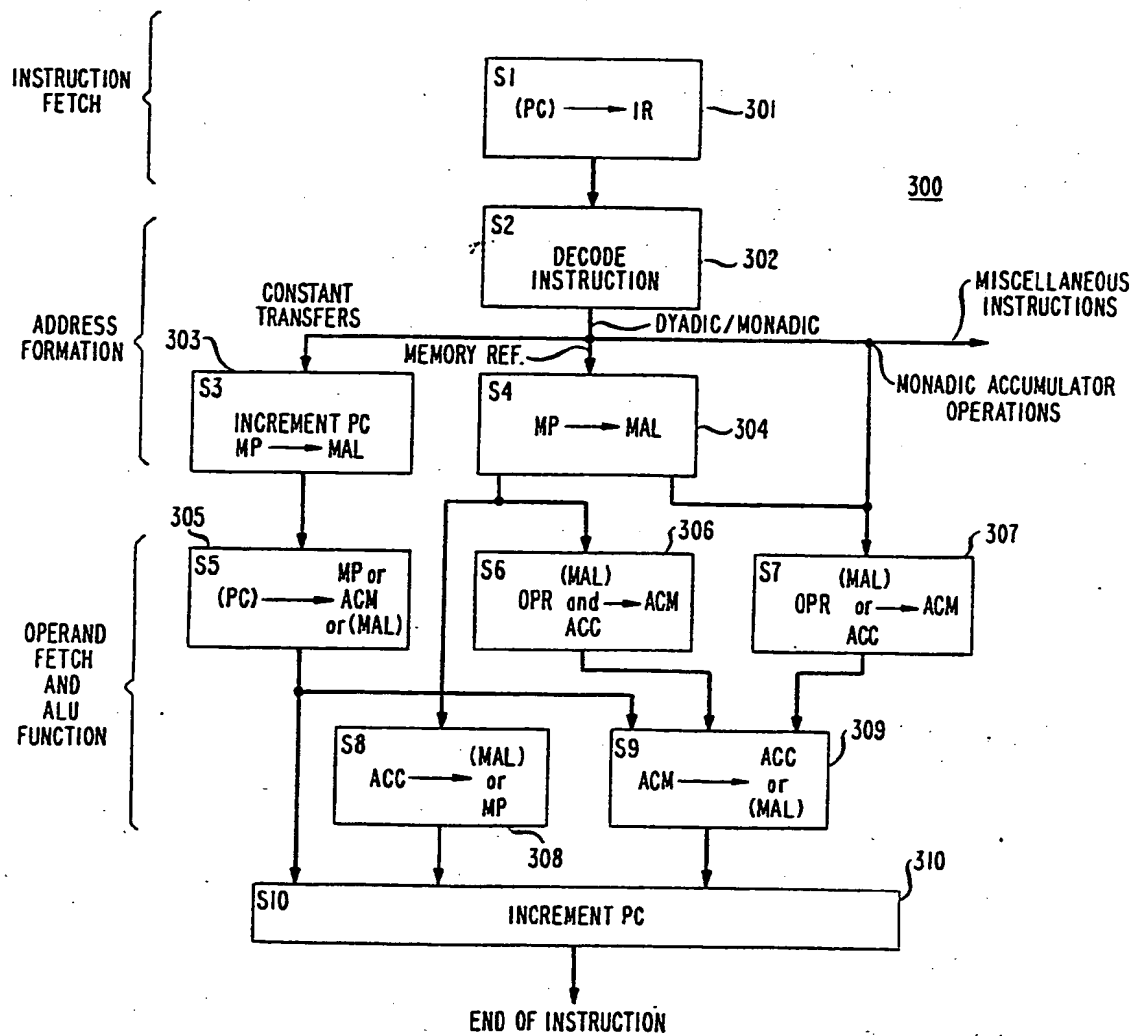 INSTRUCTION
FETCH
S1
(PC) → IR
301
300
S2
DECODE
INSTRUCTION
302
ADDRESS
FORMATION
CONSTANT
TRANSFERS
DYADIC/MONADIC
MISCELLANEOUS
INSTRUCTIONS
MEMORY REF.
MONADIC ACCUMULATOR
OPERATIONS
303
S3
INCREMENT PC
MP → MAL
S4
MP → MAL
304
OPERAND
FETCH
AND
ALU
FUNCTION
305
S5
(PC) → MP or
ACM
or (MAL)
306
S6
(MAL)
OPR and → ACM
ACC
307
S7
(MAL)
OPR or → ACM
ACC
S8
ACC → (MAL)
or
MP
308
S9
ACM → ACC
or
(MAL)
309
310
S10
INCREMENT PC
END OF INSTRUCTION